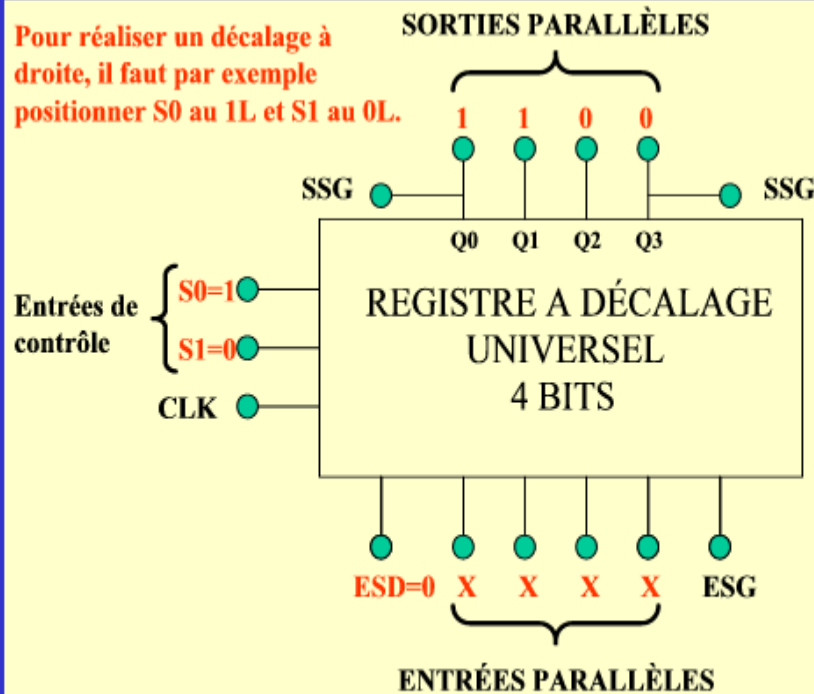 Pour réaliser un décalage à
droite, il faut par exemple
positionner S0 au 1L et S1 au 0L.
SORTIES PARALLÈLES
1 1 0 0
SSG
SSG
Q0 Q1 Q2 Q3
Entrées de
contrôle
S0=1
S1=0
CLK
REGISTRE A DÉCALAGE
UNIVERSEL
4 BITS
ESD=0 X X X X ESG
ENTRÉES PARALLÈLES